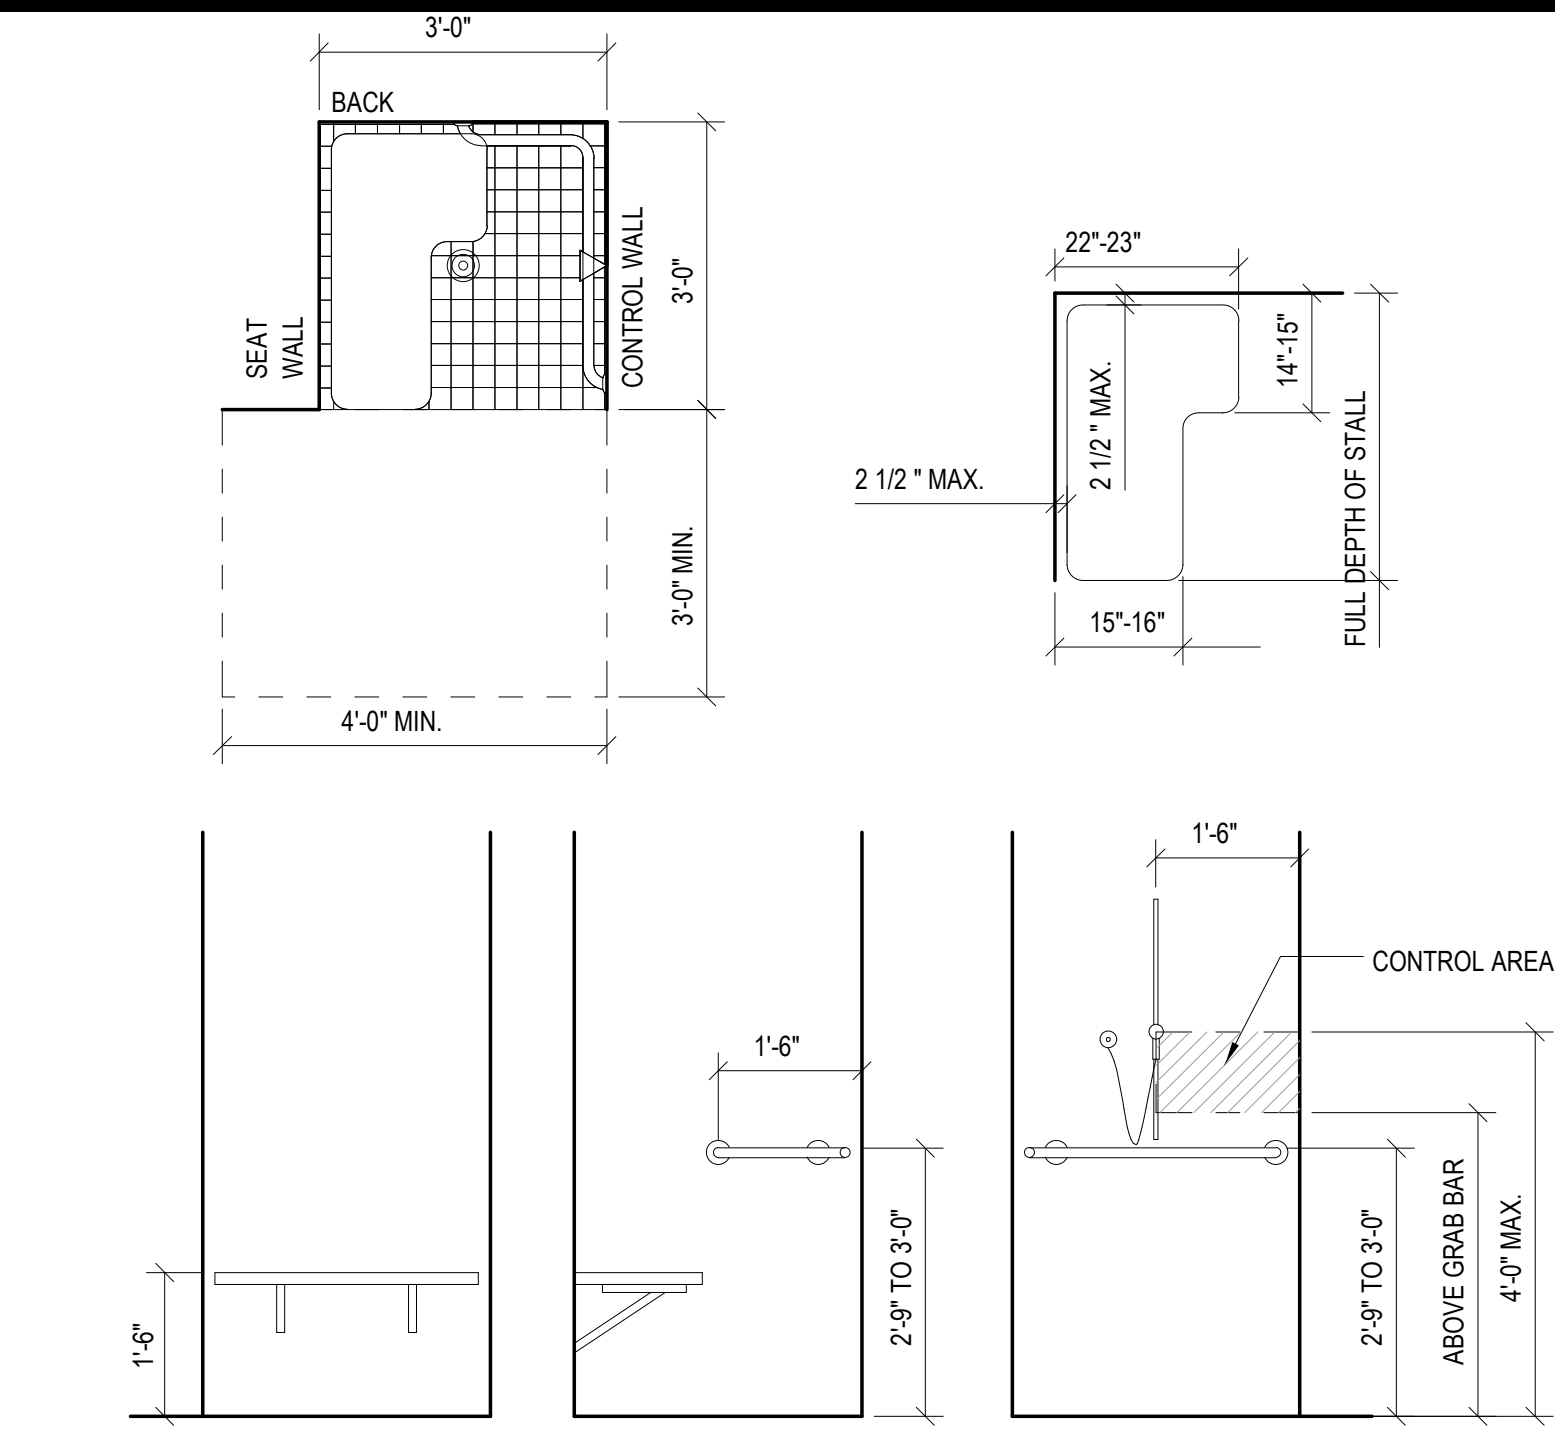 3'-0"
BACK
SEAT
WALL
CONTROL WALL
3'-0"
3'-0" MIN.
4'-0" MIN.
22"-23"
14"-15"
2 1/2 " MAX.
2 1/2 " MAX.
FULL DEPTH OF STALL
15"-16"
1'-6"
1'-6"
2'-9" TO 3'-0"
1'-6"
CONTROL AREA
2'-9" TO 3'-0"
ABOVE GRAB BAR
4'-0" MAX.